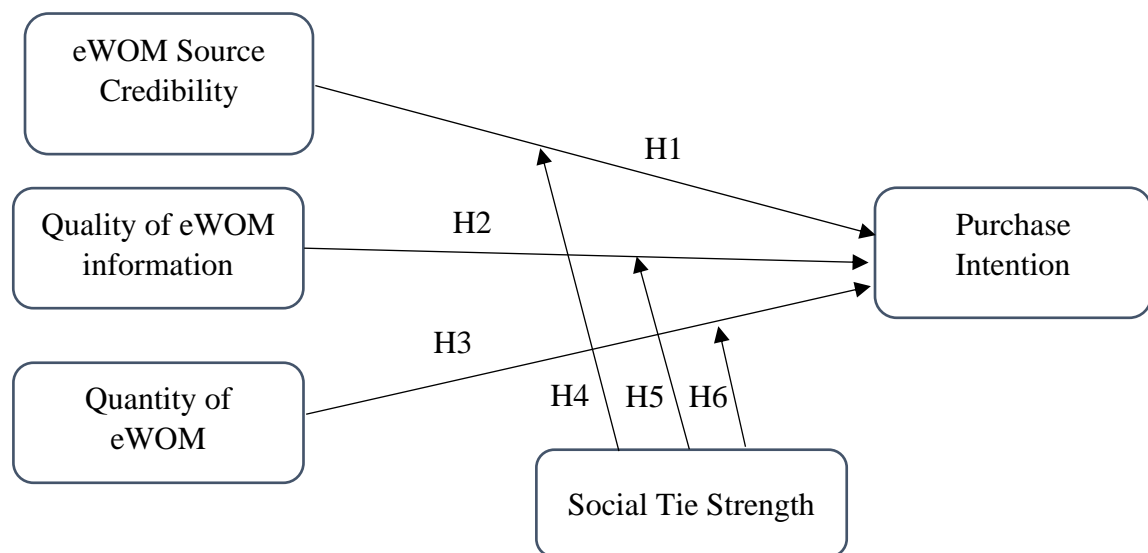 eWOM Source
Credibility
H1
Quality of eWOM
information
H2
Purchase
Intention
H3
Quantity of
eWOM
H4
H5
H6
Social Tie Strength